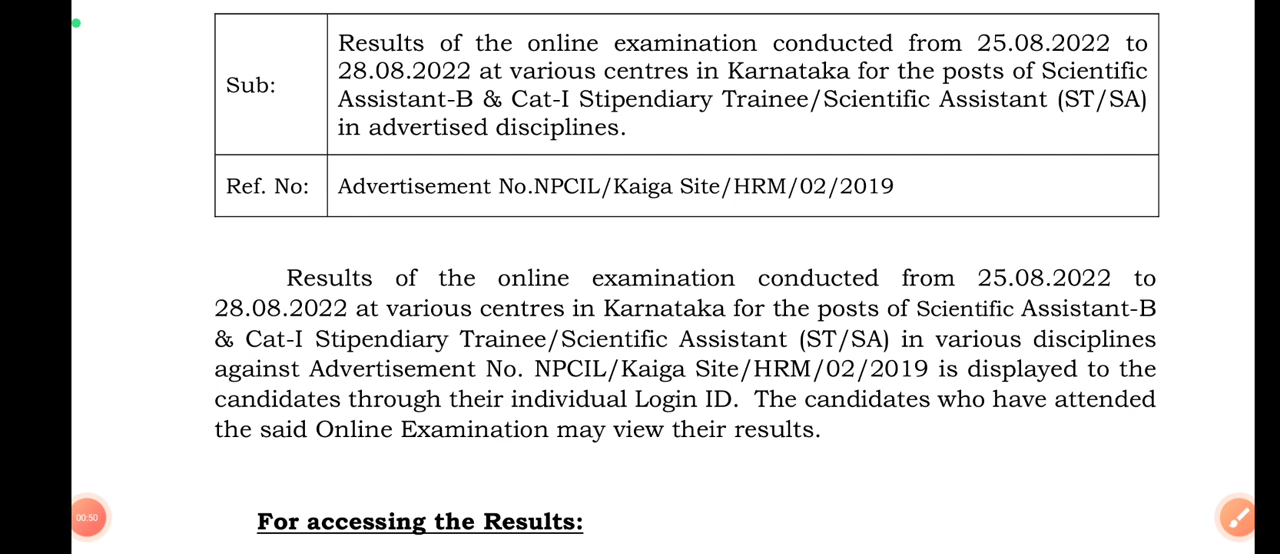 Sub:
Results of the online examination conducted from 25.08.2022 to
28.08.2022 at various centres in Karnataka for the posts of Scientific
Assistant-B & Cat-I Stipendiary Trainee/Scientific Assistant (ST/SA)
in advertised disciplines.
Ref. No:
Advertisement No.NPCIL/Kaiga Site/HRM/02/2019
Results of the online examination conducted from 25.08.2022 to
28.08.2022 at various centres in Karnataka for the posts of Scientific Assistant-B
& Cat-I Stipendiary Trainee/Scientific Assistant (ST/SA) in various disciplines
against Advertisement No. NPCIL/Kaiga Site/HRM/02/2019 is displayed to the
candidates through their individual Login ID. The candidates who have attended
the said Online Examination may view their results.
For accessing the Results:
00:50